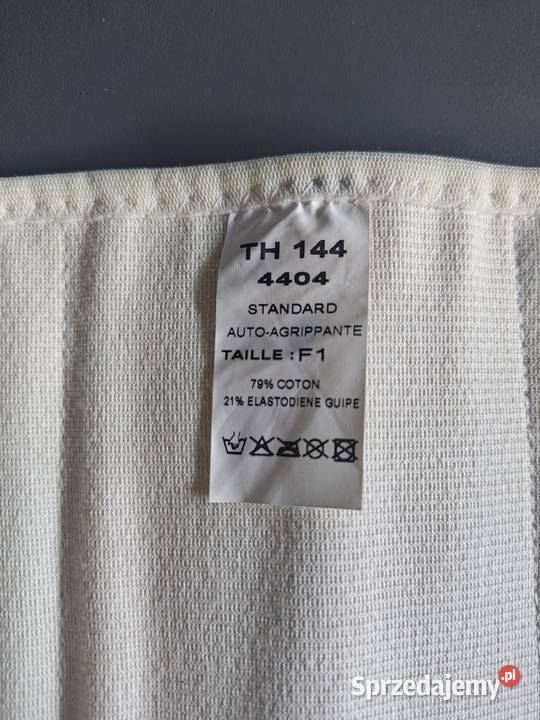 TH 144
4404
STANDARD
AUTO-AGRIPPANTE
TAILLE : F1
79% COTON
21% ELASTODIENE GUIPE
Sprzedajemy.pl